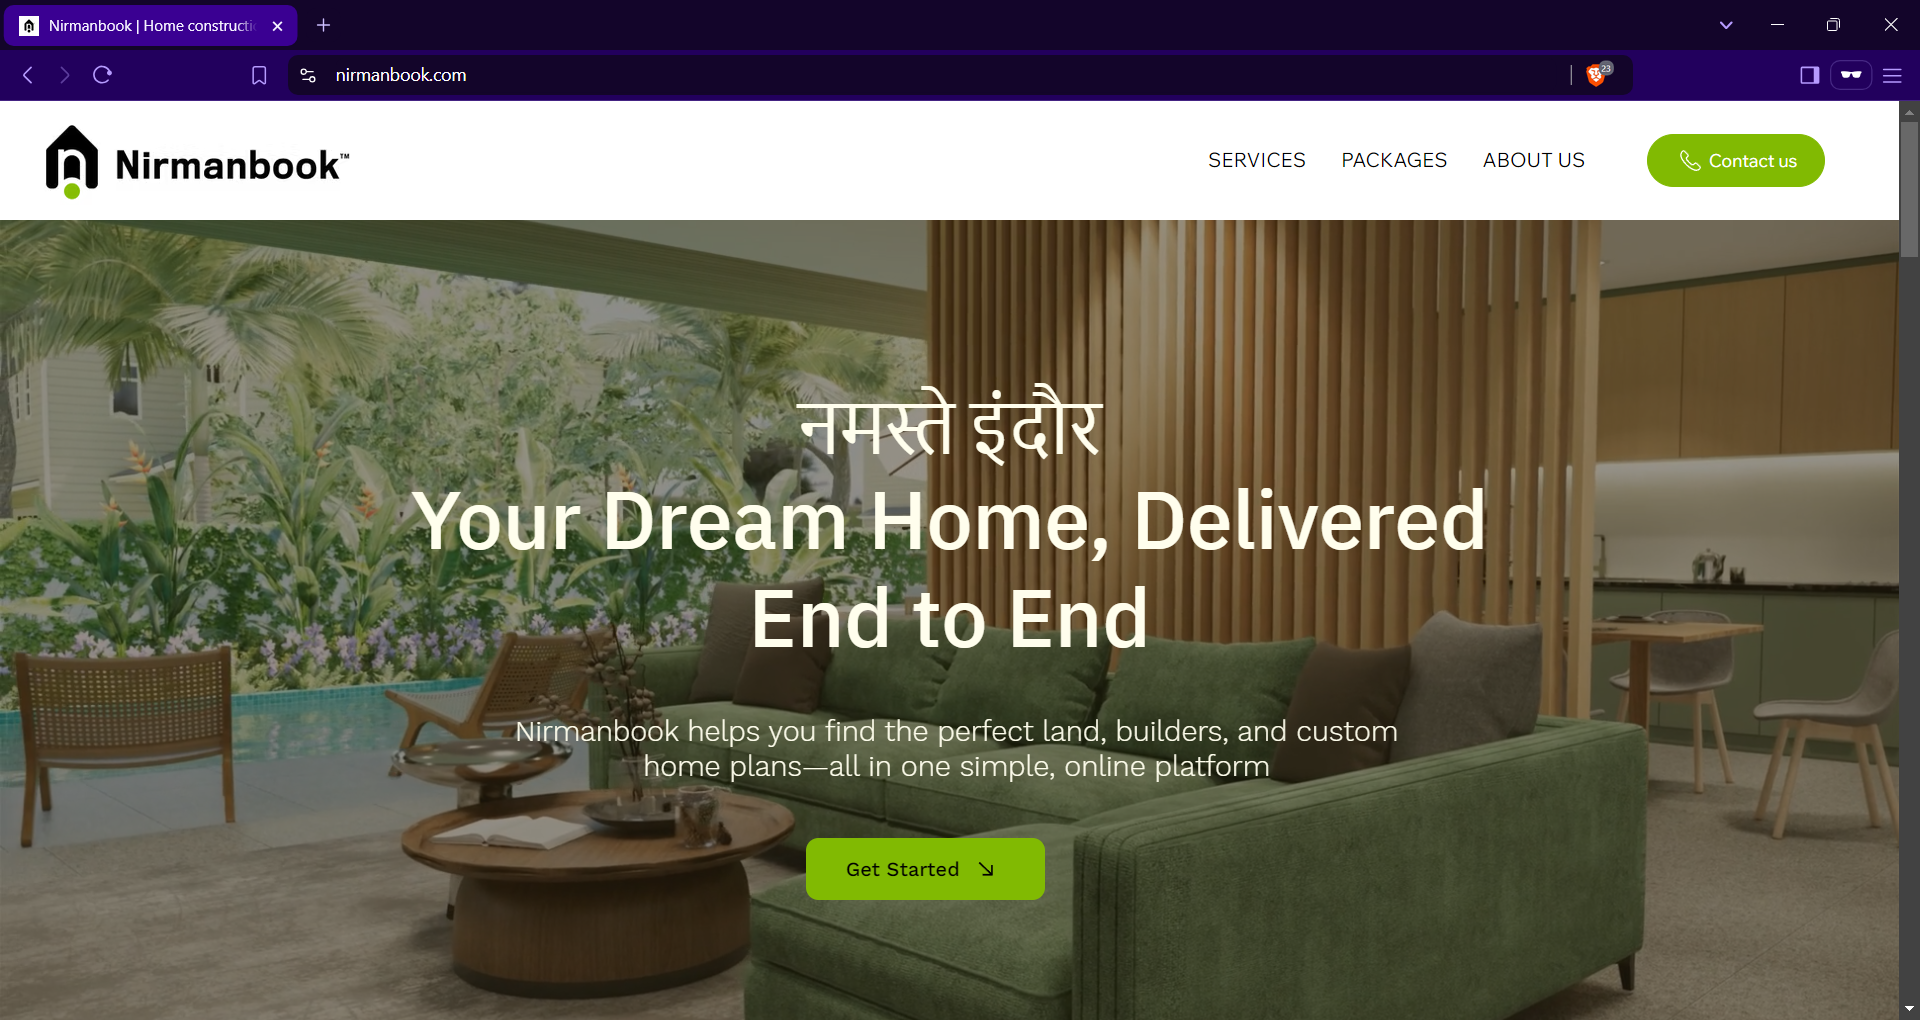 Nirmanbook | Home constructi
nirmanbook.com
23
Nirmanbook™
SERVICES
PACKAGES
ABOUT US
Contact us
नमस्ते इंदौर
Your Dream Home, Delivered
End to End
Nirmanbook helps you find the perfect land, builders, and custom
home plans—all in one simple, online platform
Get Started